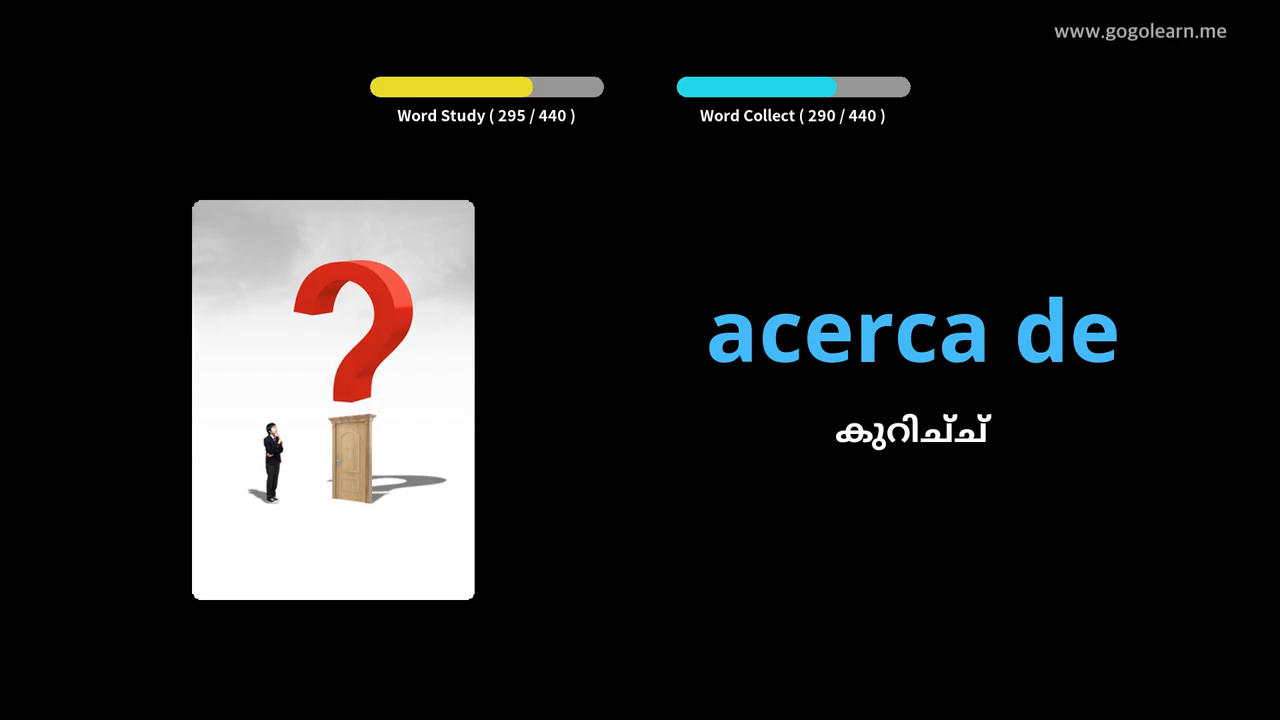 www.gogolearn.me
Word Study ( 295 / 440 )
Word Collect ( 290 / 440 )
acerca de
കുറിച്ച്